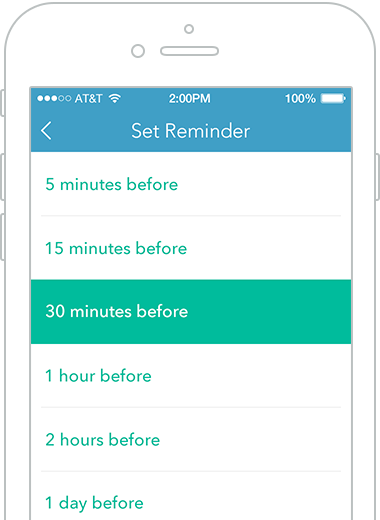 AT&T 2:00PM 100%
Set Reminder
5 minutes before
15 minutes before
30 minutes before
1 hour before
2 hours before
1 day before